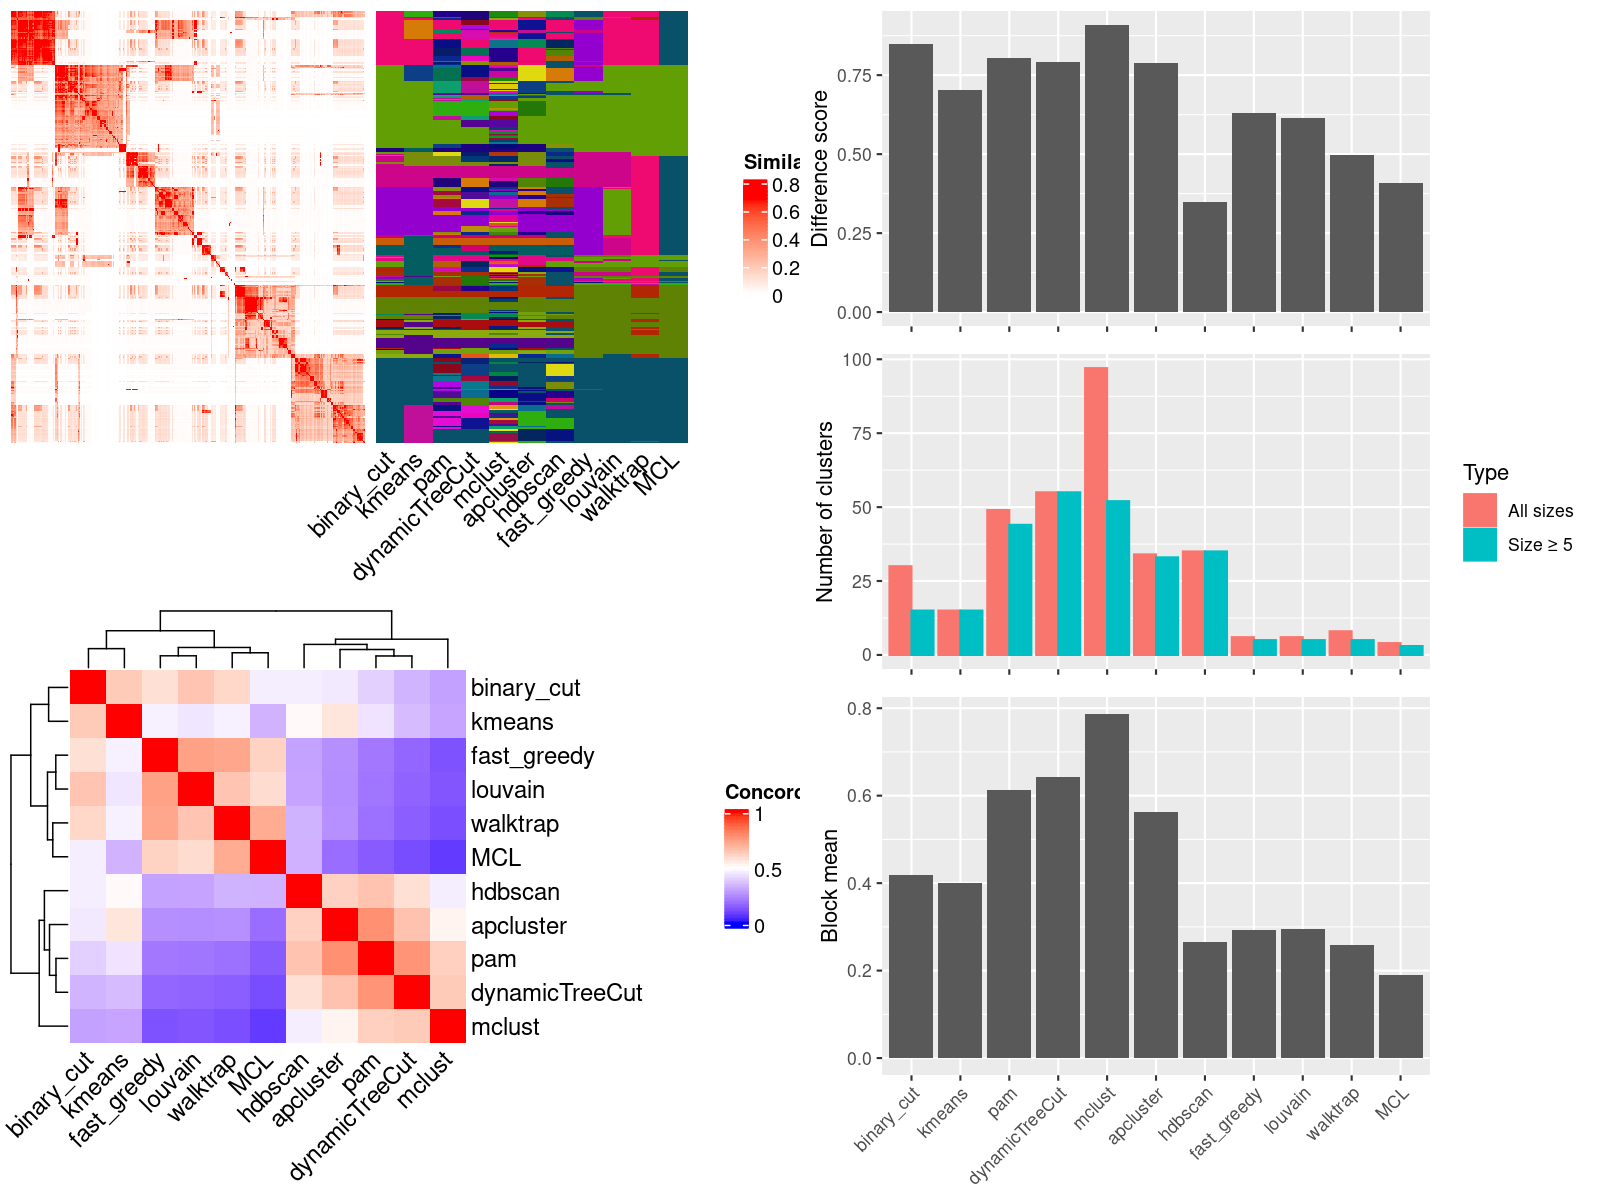 Simila
0.8
0.6
0.4
0.2
0
binary_cut
kmeans
pam
dynamicTreeCut
mclust
apcluster
hdbscan
fast_greedy
louvain
walktrap
MCL
binary_cut
kmeans
fast_greedy
louvain
walktrap
MCL
hdbscan
apcluster
pam
dynamicTreeCut
mclust
binary_cut
kmeans
fast_greedy
louvain
walktrap
MCL
hdbscan
apcluster
pam
dynamicTreeCut
mclust
Concord
1
0.5
0
Difference score
0.75
0.50
0.25
0.00
Number of clusters
100
75
50
25
0
Type
All sizes
Size ≥ 5
Block mean
0.8
0.6
0.4
0.2
0.0
binary_cut
kmeans
pam
dynamicTreeCut
mclust
apcluster
hdbscan
fast_greedy
louvain
walktrap
MCL